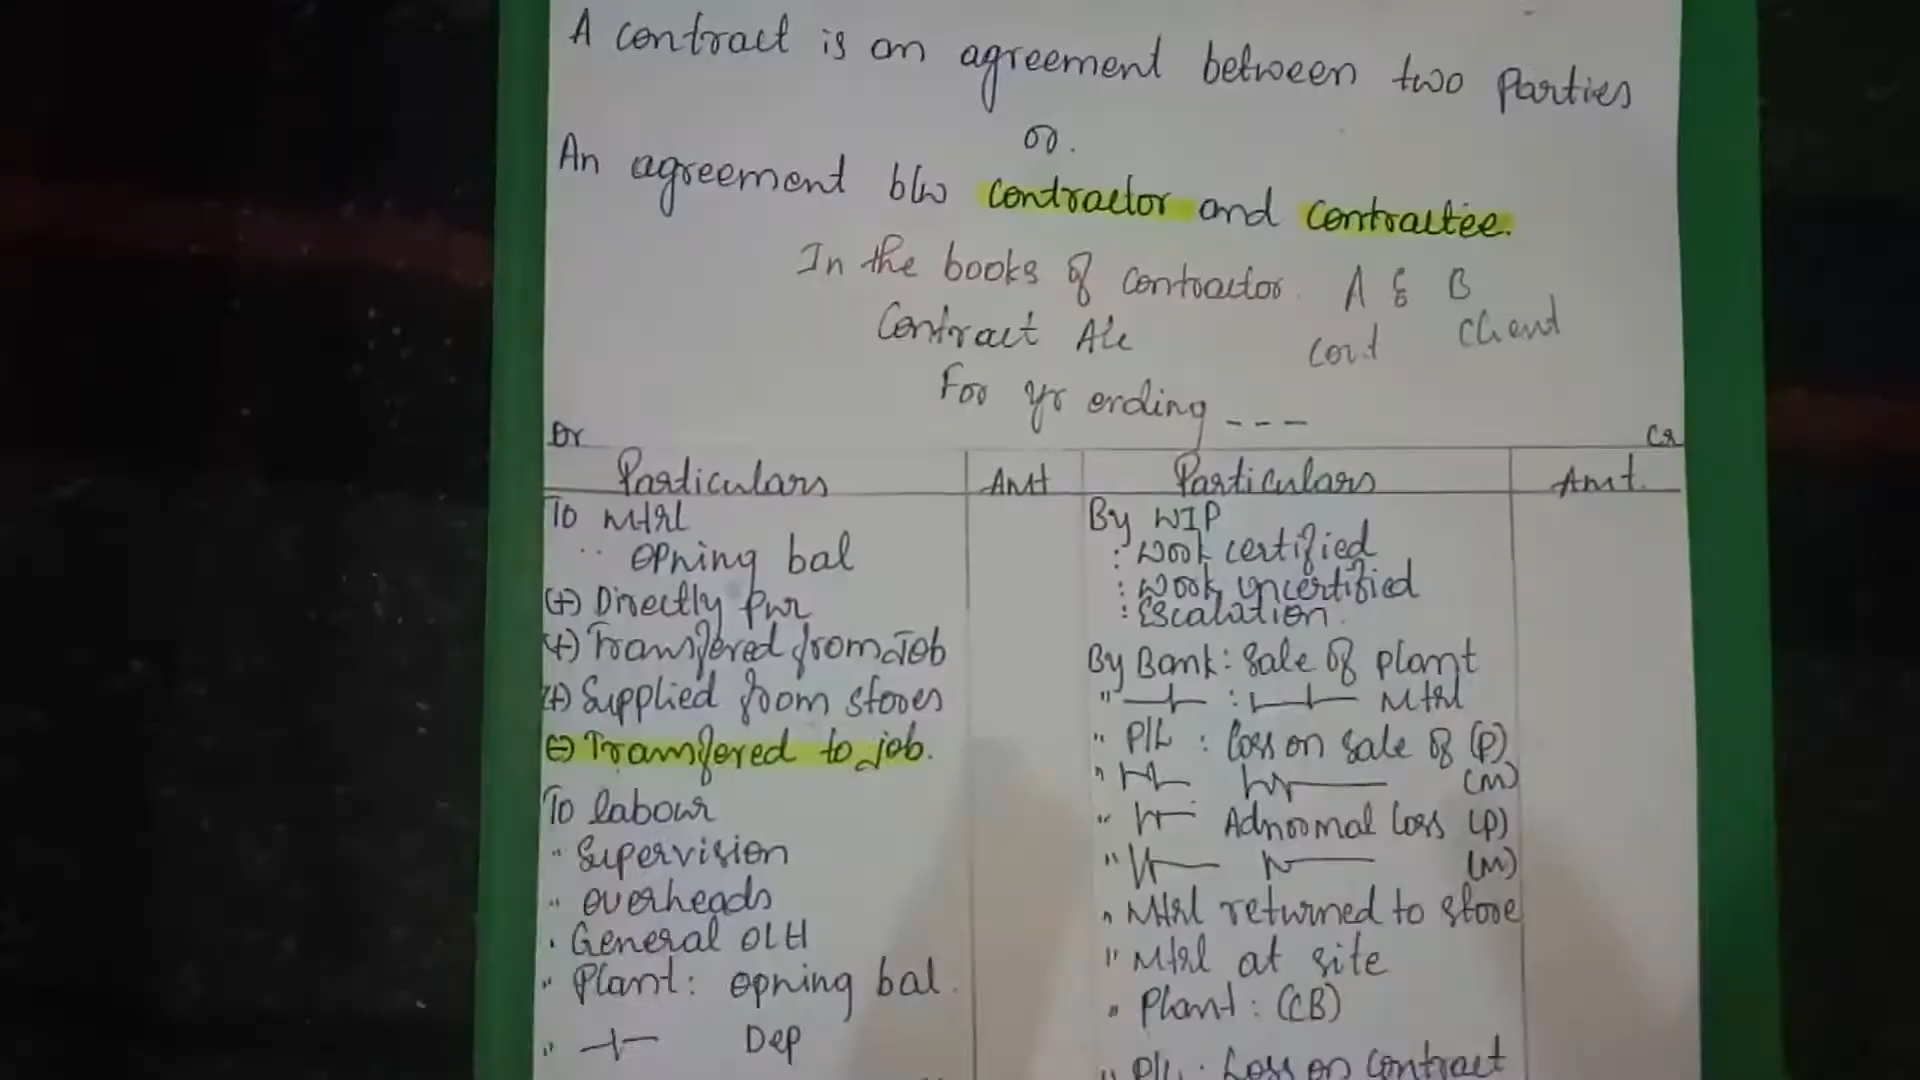 A contract is an agreement between two Parties
or.
An agreement b/w contractor and contractee.
In the books of contractor. A & B
Contract A/c Cont Client
For yr ending ---
Dr Cr
Particulars Amt Particulars Amt.
To Mtrl
" opning bal
(+) Directly pur
(+) Transfered from Job
(+) Supplied from stores
(-) Transfered to job.
To labour
" Supervision
" overheads
" General O/H
" Plant: opning bal.
" Dep
By WIP
: Work certified
: Work uncertified
: Escalation.
By Bank: Sale of plant
" : Mtrl
" P/L : loss on sale of (P)
" (M)
" Adnormal loss (P)
" (M)
" Mtrl returned to store
" Mtrl at site
" Plant: (CB)
" P/L: Loss on contract